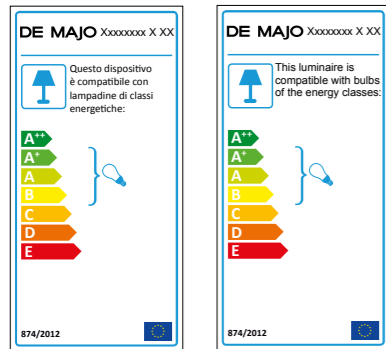 DE MAJO Xxxxxxxx X XX
Questo dispositivo
è compatibile con
lampadine di classi
energetiche:
A++
A+
A
B
C
D
E
874/2012
DE MAJO Xxxxxxxx X XX
This luminaire is
compatible with bulbs
of the energy classes:
A++
A+
A
B
C
D
E
874/2012